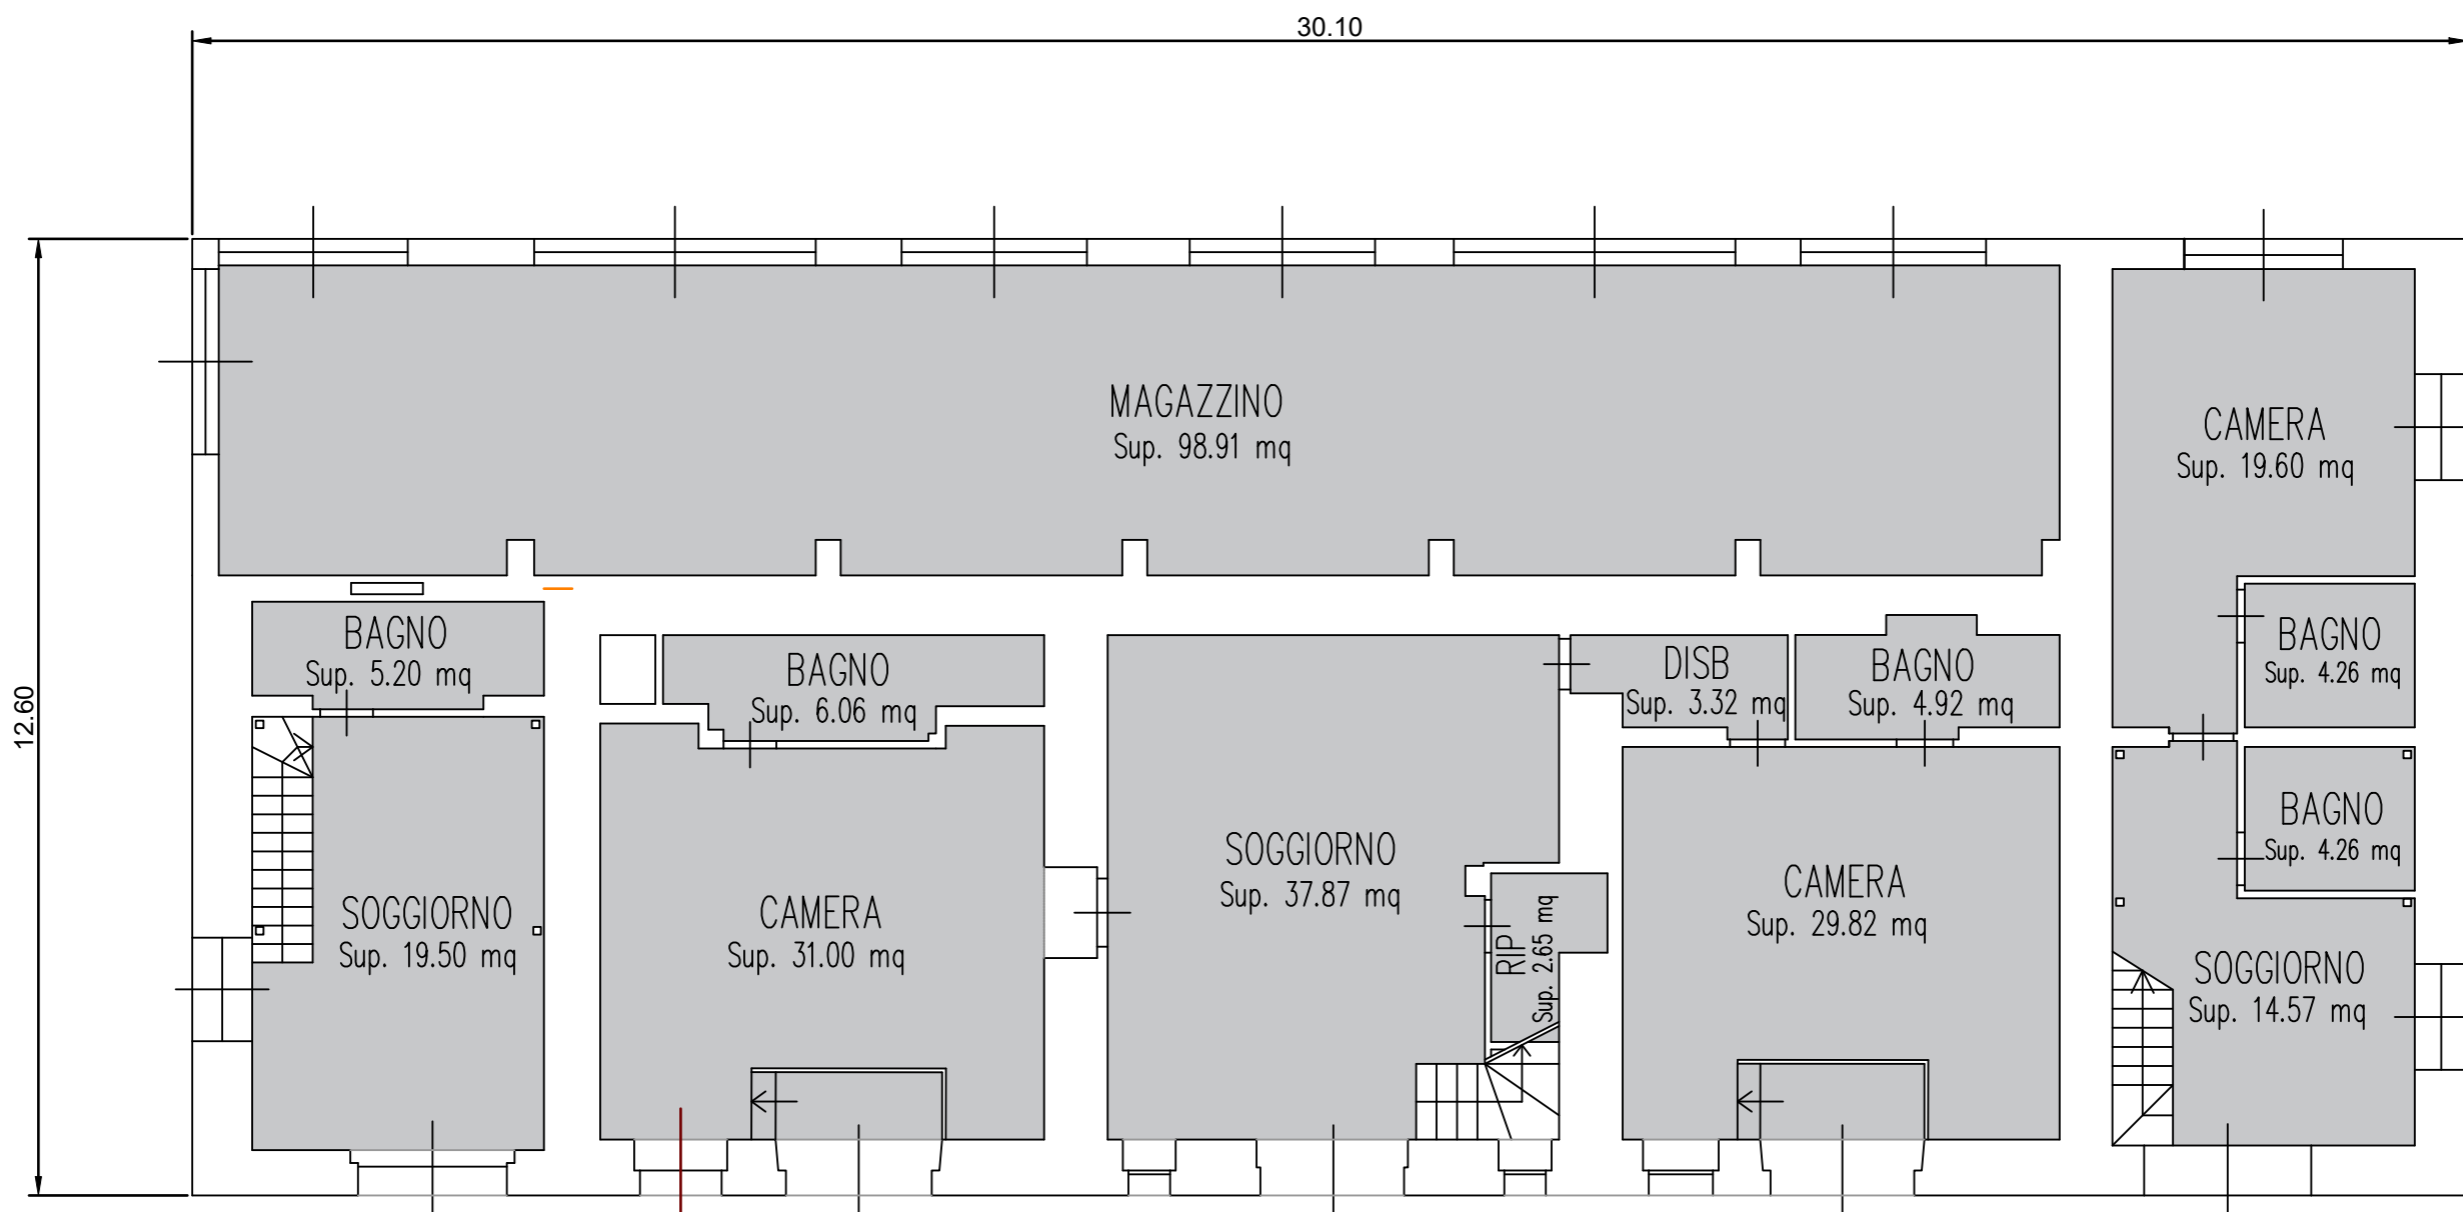 30.10
12.60
MAGAZZINO
Sup. 98.91 mq
CAMERA
Sup. 19.60 mq
BAGNO
Sup. 5.20 mq
BAGNO
Sup. 6.06 mq
DISB
Sup. 3.32 mq
BAGNO
Sup. 4.92 mq
BAGNO
Sup. 4.26 mq
BAGNO
Sup. 4.26 mq
SOGGIORNO
Sup. 19.50 mq
CAMERA
Sup. 31.00 mq
SOGGIORNO
Sup. 37.87 mq
RIP
Sup. 2.65 mq
CAMERA
Sup. 29.82 mq
SOGGIORNO
Sup. 14.57 mq